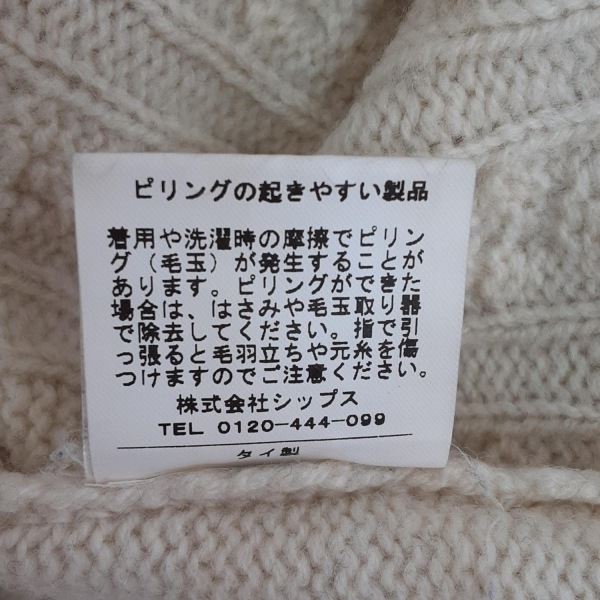 ピリングの起きやすい製品
着用や洗濯時の摩擦でピリン
グ（毛玉）が発生することが
あります。ピリングができた
場合は、はさみや毛玉取り器
で除去してください。指で引
っ張ると毛羽立ちや元糸を傷
つけますのでご注意ください。
株式会社シップス
TEL 0120-444-099
タイ製